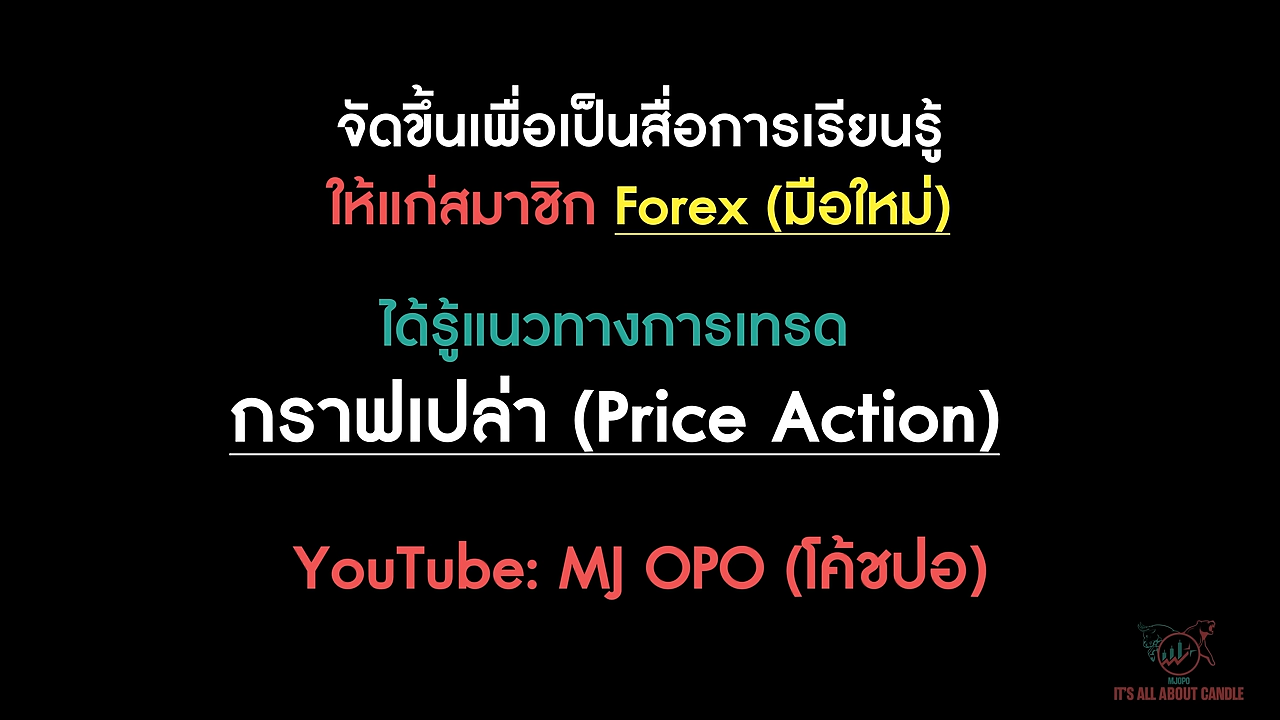 จัดขึ้นเพื่อเป็นสื่อการเรียนรู้
ให้แก่สมาชิก Forex (มือใหม่)
ได้รู้แนวทางการเทรด
กราฟเปล่า (Price Action)
YouTube: MJ OPO (โค้ชปอ)
MJOPO
IT'S ALL ABOUT CANDLE